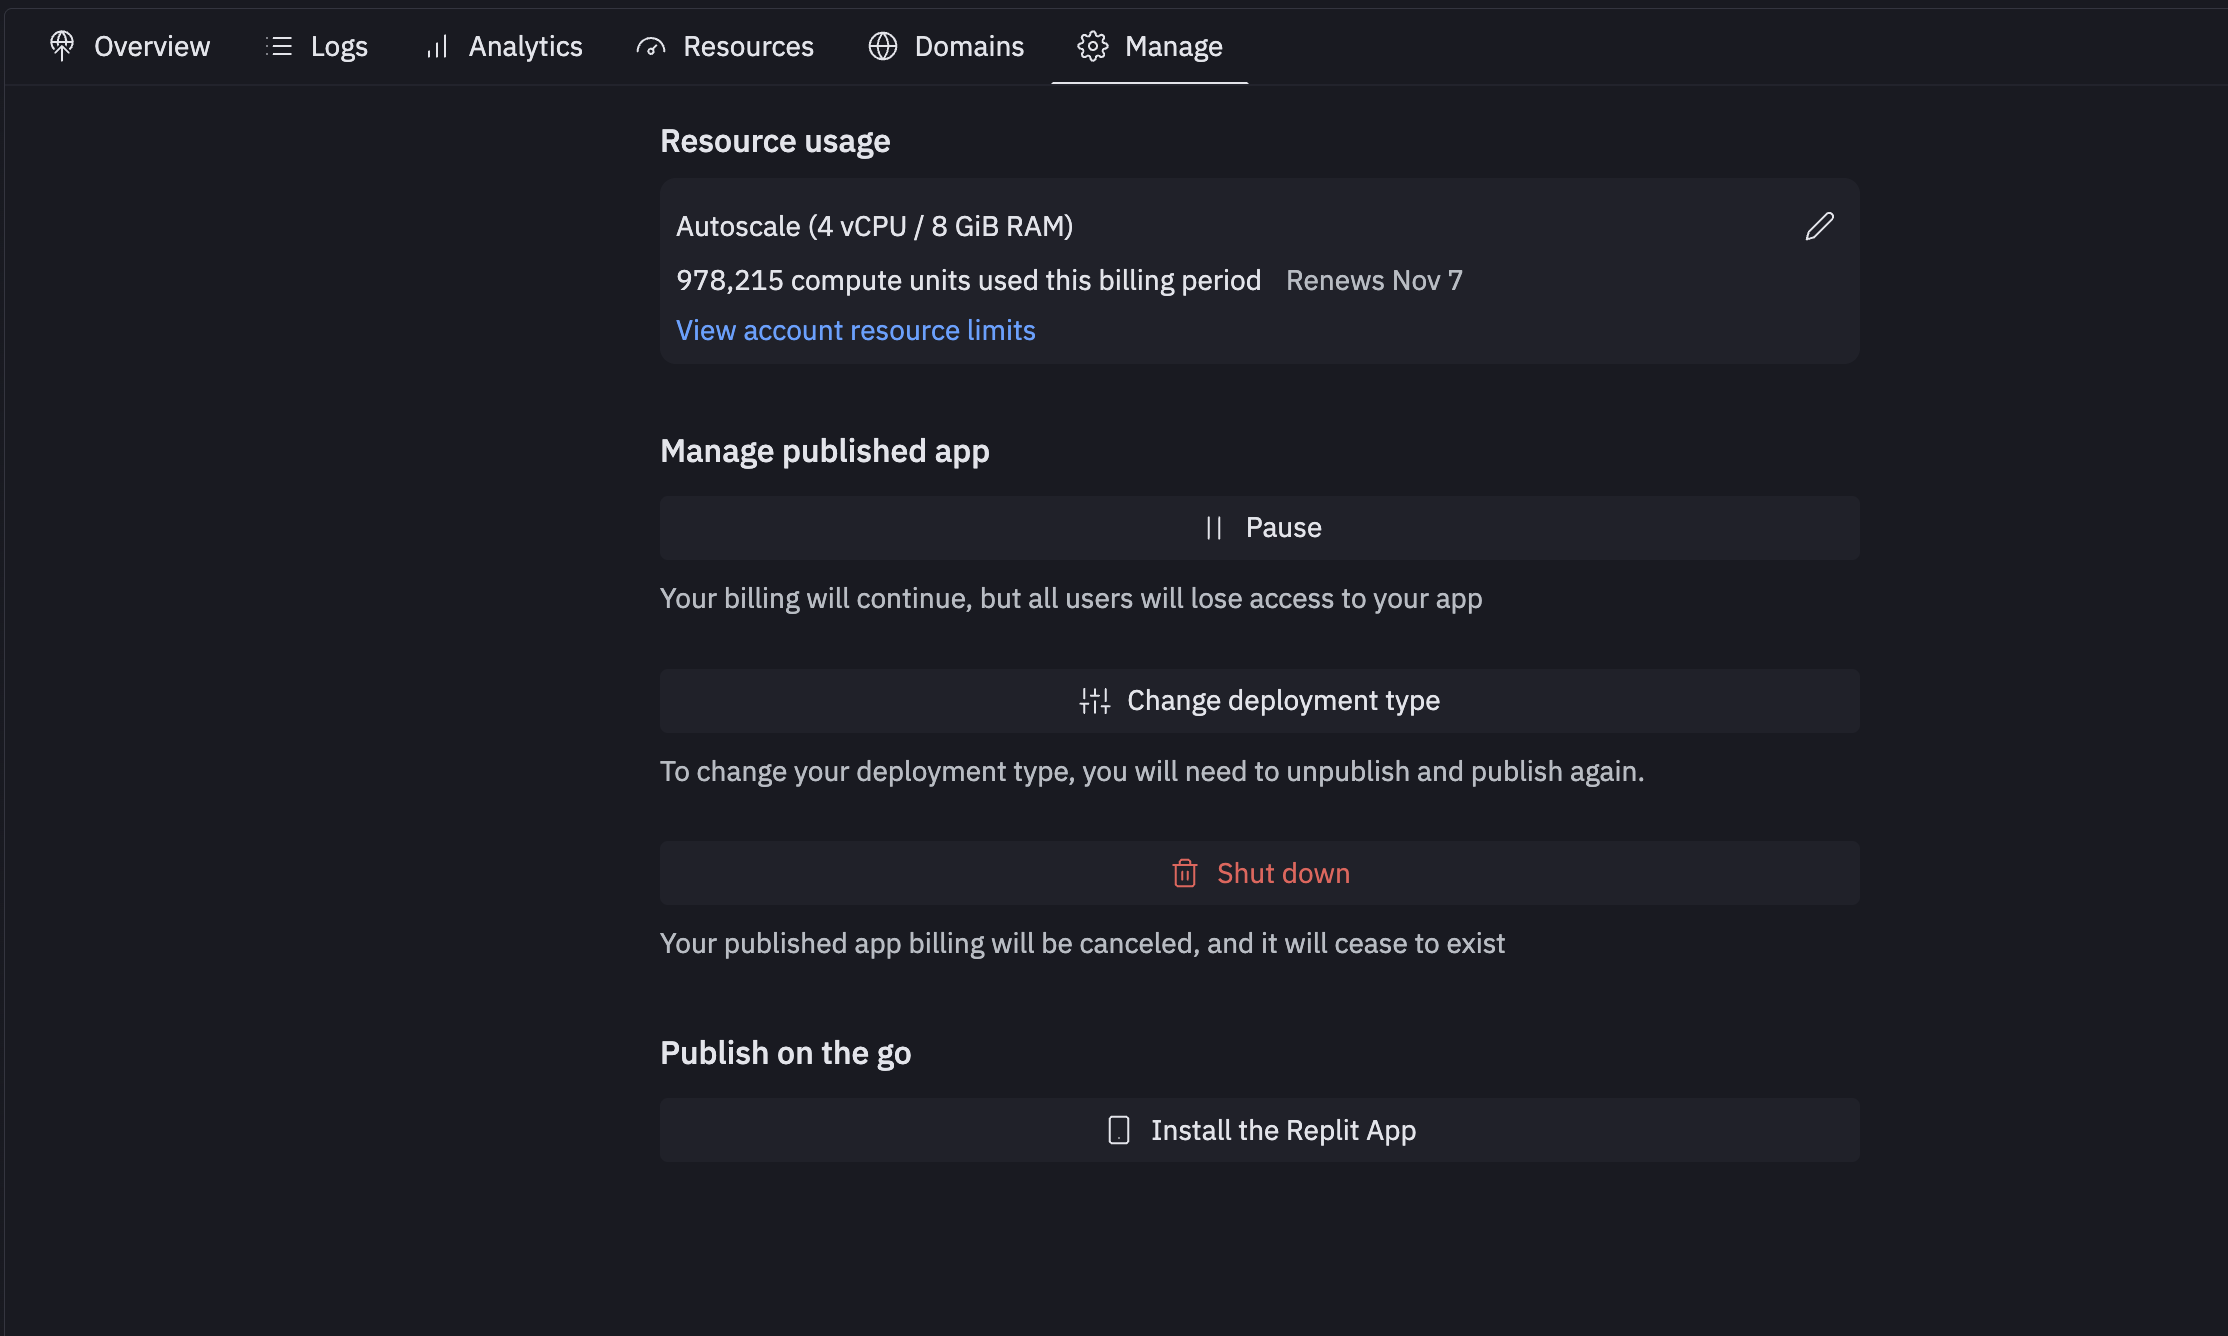 Overview Logs Analytics Resources Domains Manage
Resource usage
Autoscale (4 vCPU / 8 GiB RAM)
978,215 compute units used this billing period Renews Nov 7
View account resource limits
Manage published app
Pause
Your billing will continue, but all users will lose access to your app
Change deployment type
To change your deployment type, you will need to unpublish and publish again.
Shut down
Your published app billing will be canceled, and it will cease to exist
Publish on the go
Install the Replit App